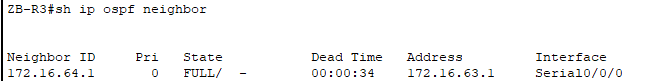 ZB-R3#sh ip ospf neighbor
Neighbor ID     Pri   State           Dead Time   Address         Interface
172.16.64.1       0   FULL/  -        00:00:34    172.16.63.1     Serial0/0/0